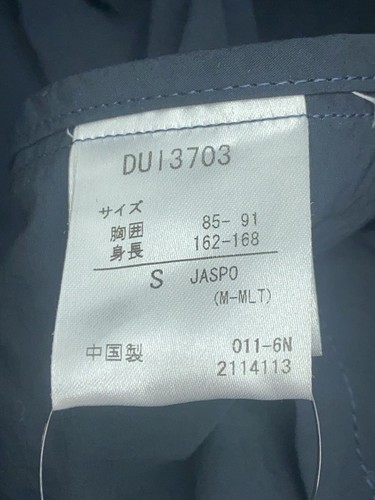 DUI3703
サイズ
胸囲 85- 91
身長 162-168
S JASPO
(M-MLT)
中国製 011-6N
2114113